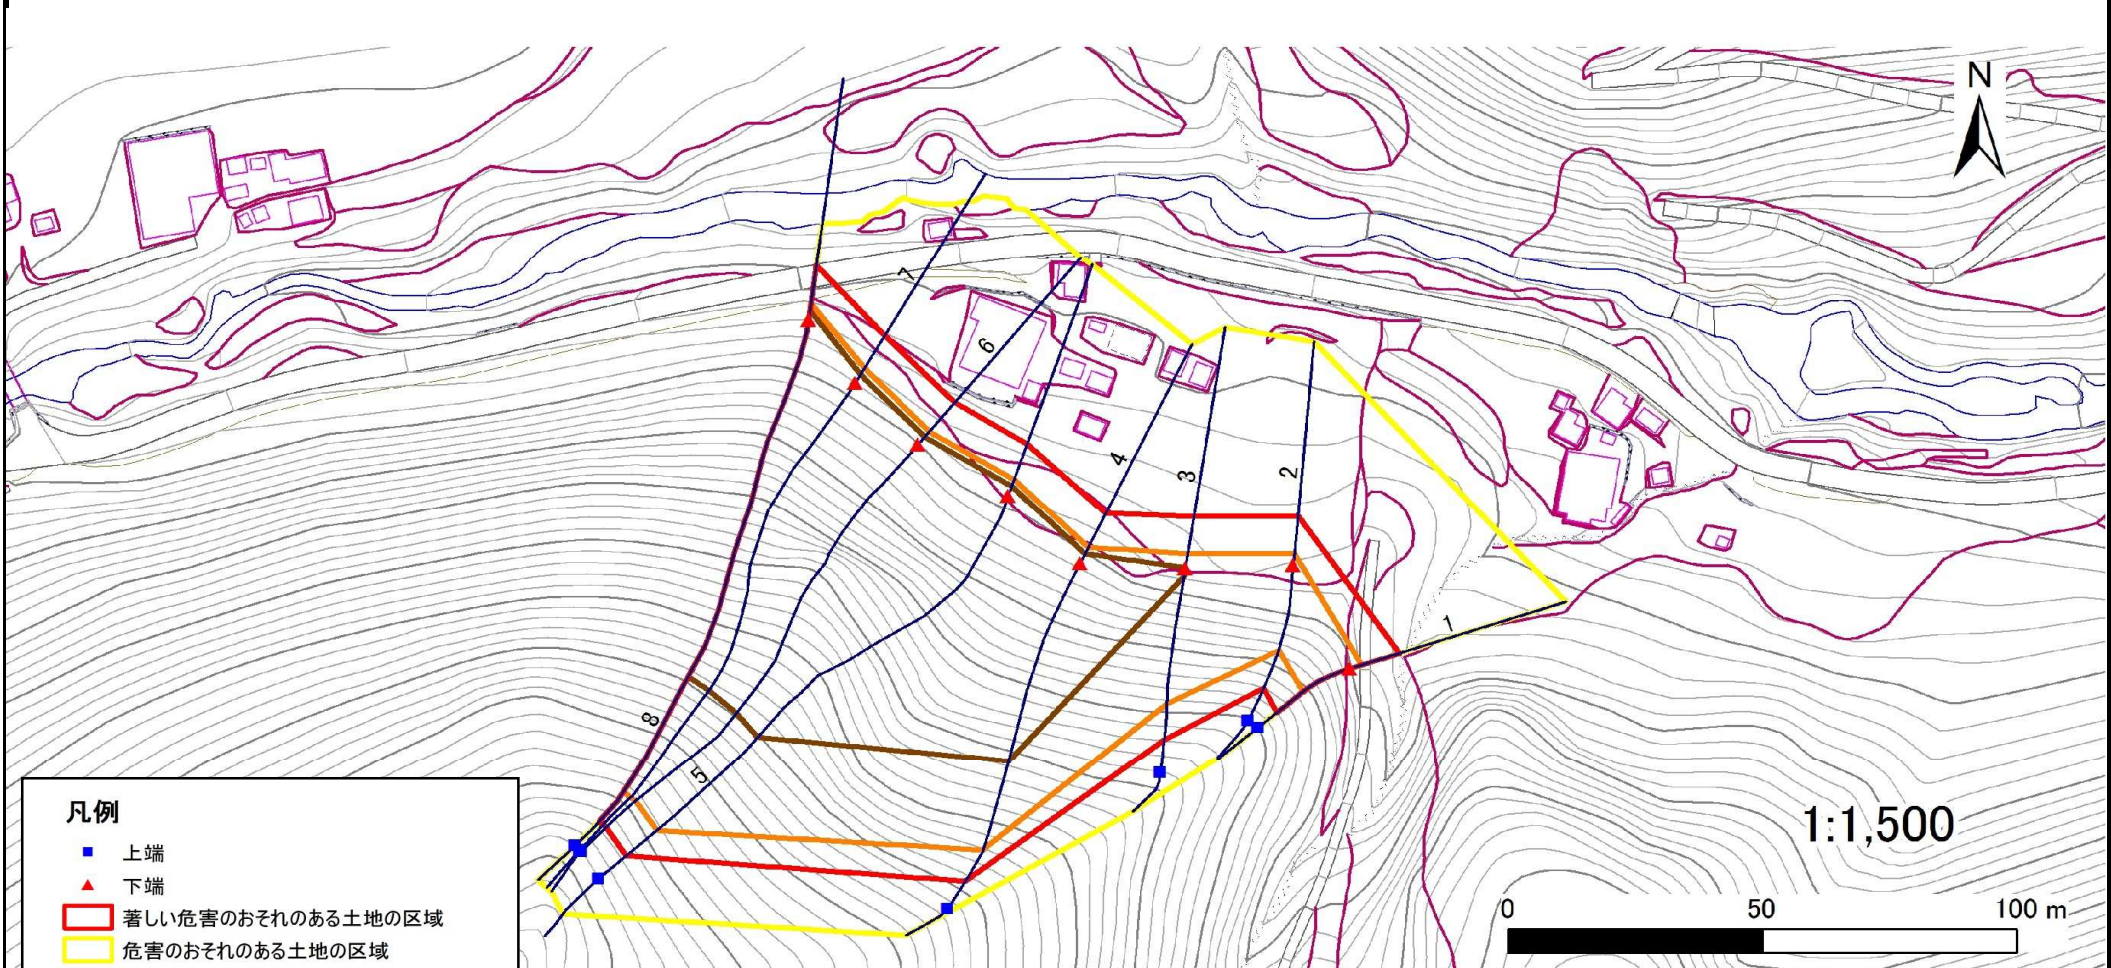 N
7
6
4
3
2
1
8
5
1:1,500
0 50 100 m
凡例
上端
下端
著しい危害のおそれのある土地の区域
危害のおそれのある土地の区域